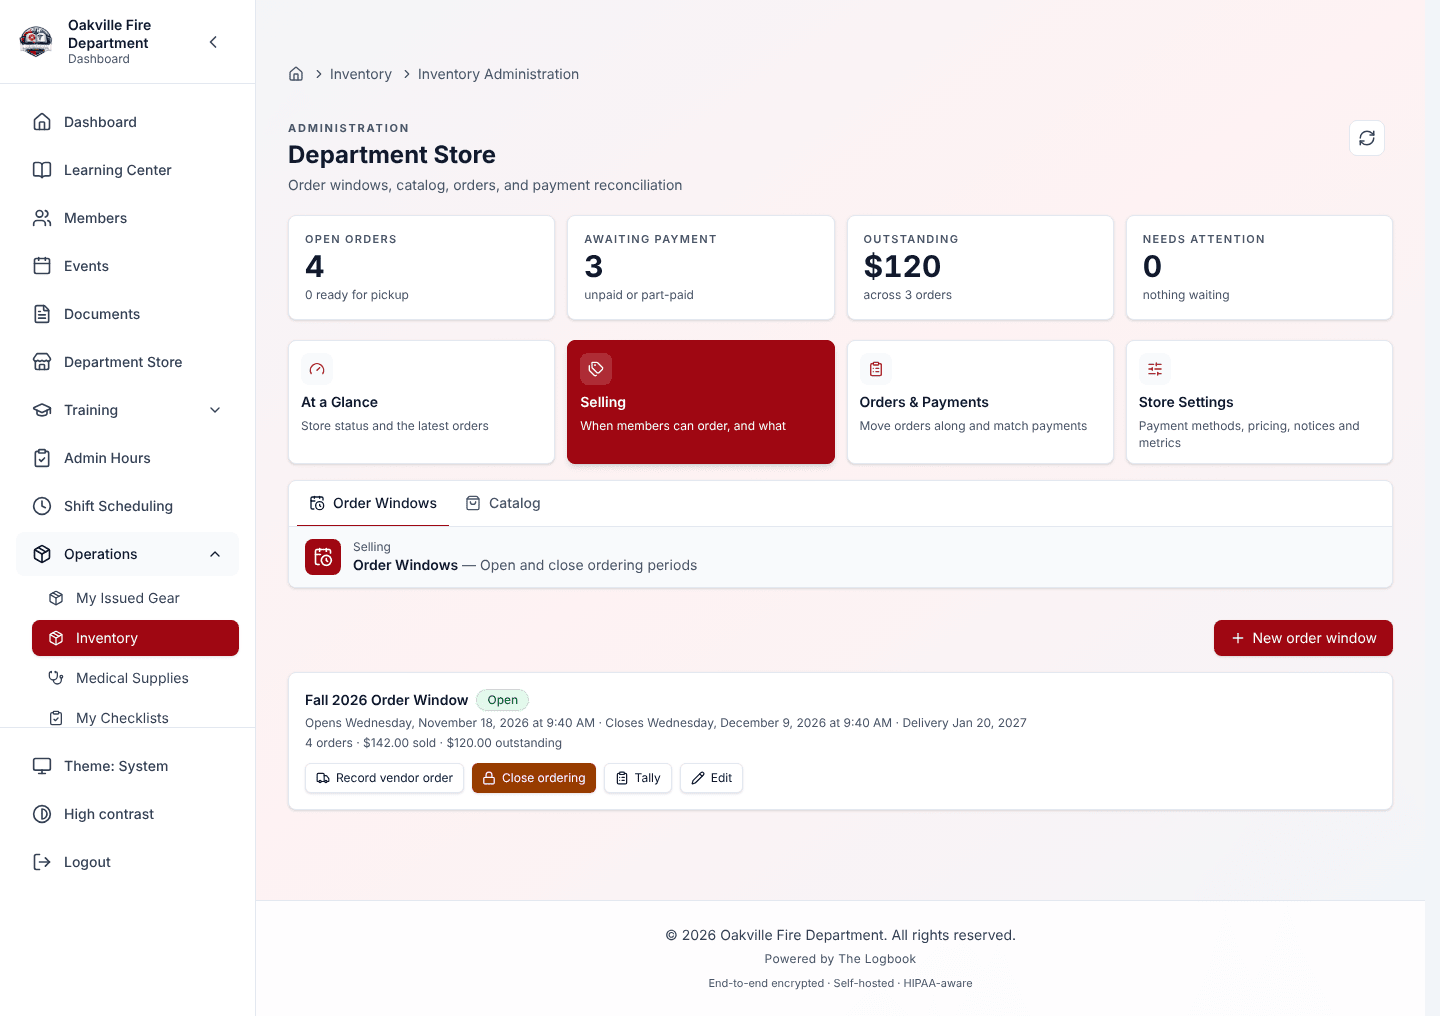 Oakville Fire
Department
Dashboard
Dashboard
Learning Center
Members
Events
Documents
Department Store
Training
Admin Hours
Shift Scheduling
Operations
My Issued Gear
Inventory
Medical Supplies
My Checklists
Theme: System
High contrast
Logout
Inventory
Inventory Administration
ADMINISTRATION
Department Store
Order windows, catalog, orders, and payment reconciliation
OPEN ORDERS
4
0 ready for pickup
AWAITING PAYMENT
3
unpaid or part-paid
OUTSTANDING
$120
across 3 orders
NEEDS ATTENTION
0
nothing waiting
At a Glance
Store status and the latest orders
Selling
When members can order, and what
Orders & Payments
Move orders along and match payments
Store Settings
Payment methods, pricing, notices and
metrics
Order Windows
Catalog
Selling
Order Windows — Open and close ordering periods
New order window
Fall 2026 Order Window Open
Opens Wednesday, November 18, 2026 at 9:40 AM · Closes Wednesday, December 9, 2026 at 9:40 AM · Delivery Jan 20, 2027
4 orders · $142.00 sold · $120.00 outstanding
Record vendor order
Close ordering
Tally
Edit
© 2026 Oakville Fire Department. All rights reserved.
Powered by The Logbook
End-to-end encrypted · Self-hosted · HIPAA-aware